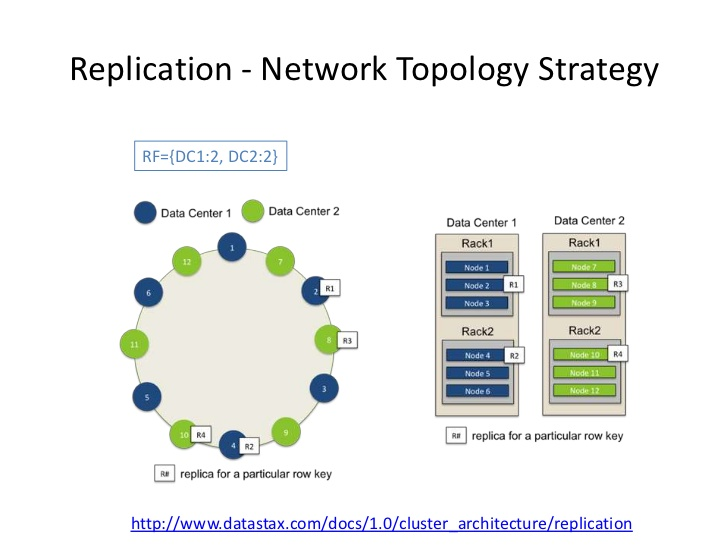 Replication - Network Topology Strategy
RF={DC1:2, DC2:2}
Data Center 1
Data Center 2
1
12
7
6
2
R1
11
8
R3
5
3
10
R4
4
R2
9
R#
replica for a particular row key
Data Center 1
Data Center 2
Rack1
Node 1
Node 2
R1
Node 3
Rack2
Node 4
R2
Node 5
Node 6
Rack1
Node 7
Node 8
R3
Node 9
Rack2
Node 10
R4
Node 11
Node 12
R#
replica for a particular row key
http://www.datastax.com/docs/1.0/cluster_architecture/replication